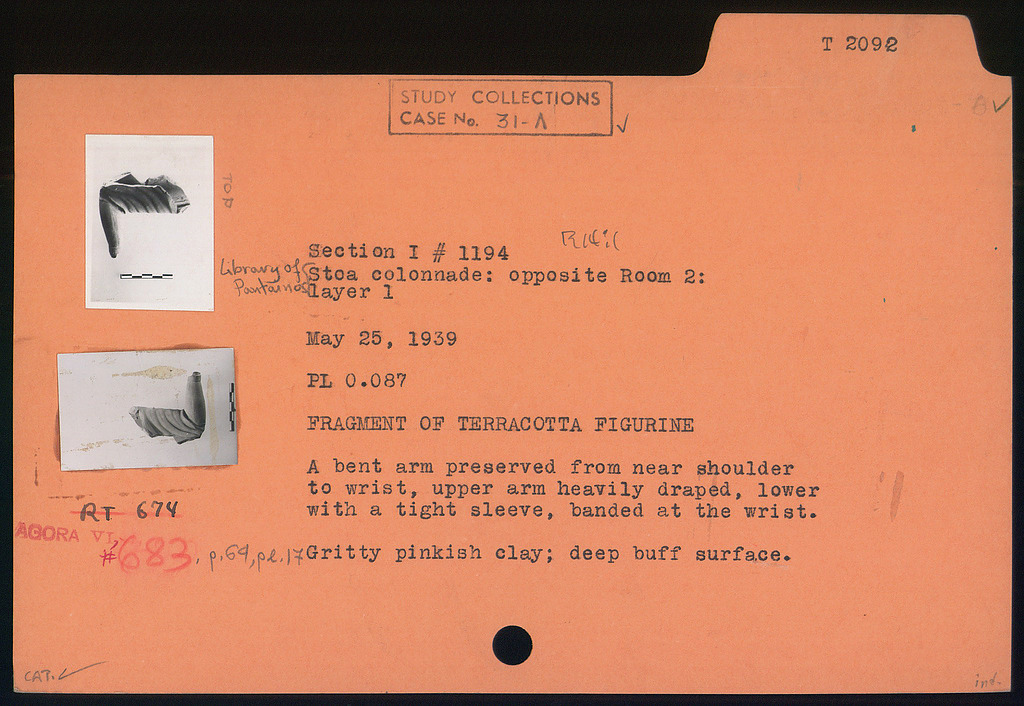 T 2092
A✓
STUDY COLLECTIONS
CASE No. 31-A ✓
TOP
Section I # 1194
Library of
Pantainos
Stoa colonnade: opposite Room 2:
layer 1
May 25, 1939
PL 0.087
FRAGMENT OF TERRACOTTA FIGURINE
A bent arm preserved from near shoulder
to wrist, upper arm heavily draped, lower
with a tight sleeve, banded at the wrist.
RT 674
AGORA VI,
#683, p.69, pl.17
Gritty pinkish clay; deep buff surface.
CAT. ✓
int.